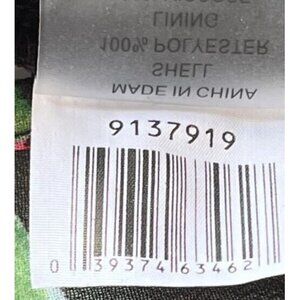 MADE IN CHINA
SHELL
100% POLYESTER
LINING
9137919
0 39374 63462